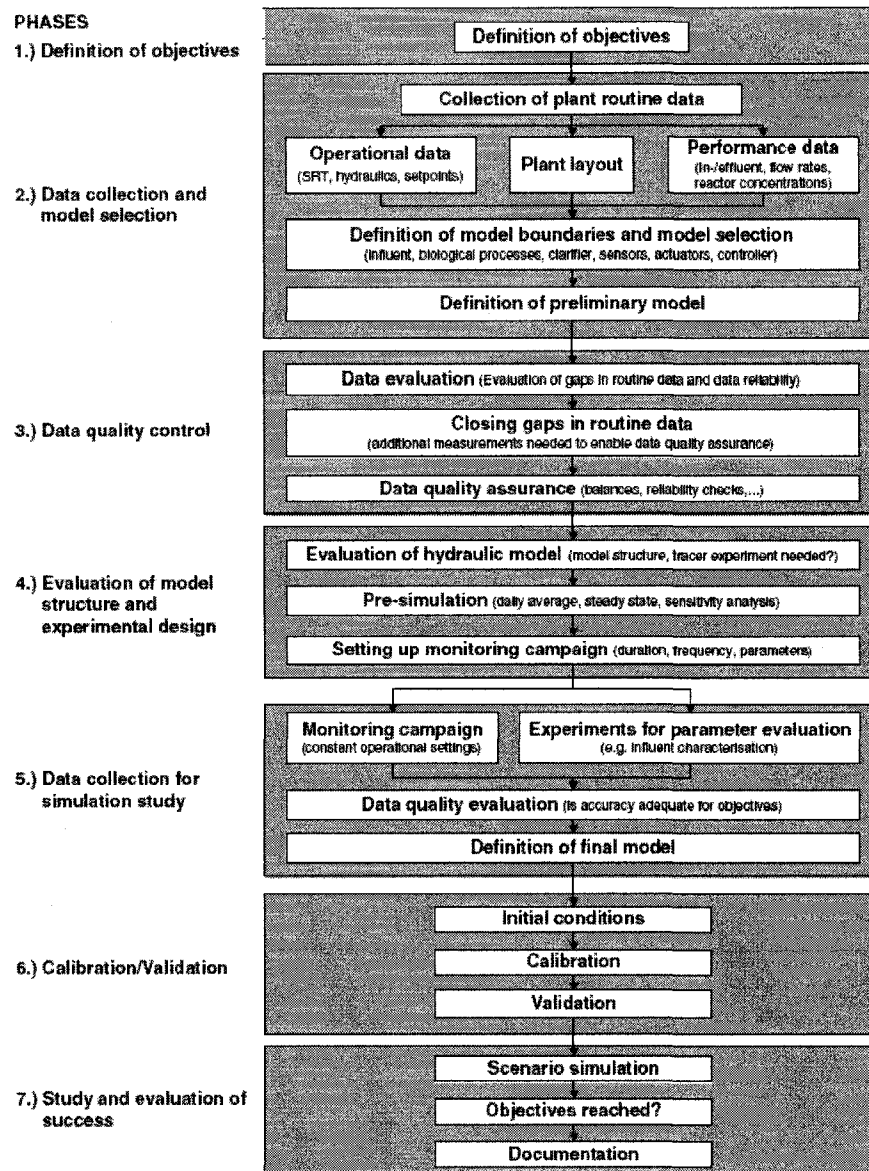 PHASES
1.) Definition of objectives
Definition of objectives
2.) Data collection and
model selection
Collection of plant routine data
Operational data
(SRT, hydraulics, setpoints)
Plant layout
Performance data
(in-/effluent, flow rates,
reactor concentrations)
Definition of model boundaries and model selection
(influent, biological processes, clarifier, sensors, actuators, controller)
Definition of preliminary model
3.) Data quality control
Data evaluation (Evaluation of gaps in routine data and data reliability)
Closing gaps in routine data
(additional measurements needed to enable data quality assurance)
Data quality assurance (balances, reliability checks,...)
4.) Evaluation of model
structure and
experimental design
Evaluation of hydraulic model (model structure, tracer experiment needed?)
Pre-simulation (daily average, steady state, sensitivity analysis)
Setting up monitoring campaign (duration, frequency, parameters)
5.) Data collection for
simulation study
Monitoring campaign
(constant operational settings)
Experiments for parameter evaluation
(e.g. influent characterisation)
Data quality evaluation (is accuracy adequate for objectives)
Definition of final model
6.) Calibration/Validation
Initial conditions
Calibration
Validation
7.) Study and evaluation of
success
Scenario simulation
Objectives reached?
Documentation